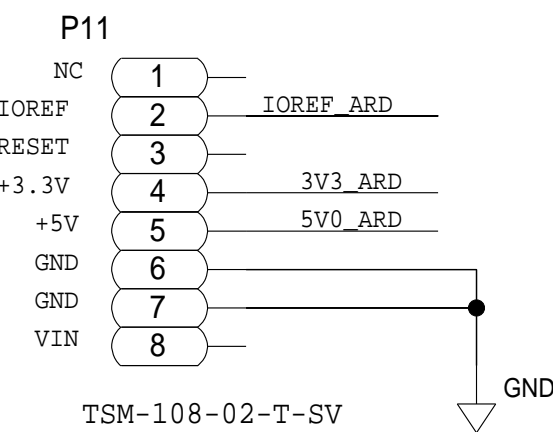 P11
NC 1
IOREF 2 IOREF_ARD
RESET 3
+3.3V 4 3V3_ARD
+5V 5 5V0_ARD
GND 6
GND 7
VIN 8
GND
TSM-108-02-T-SV